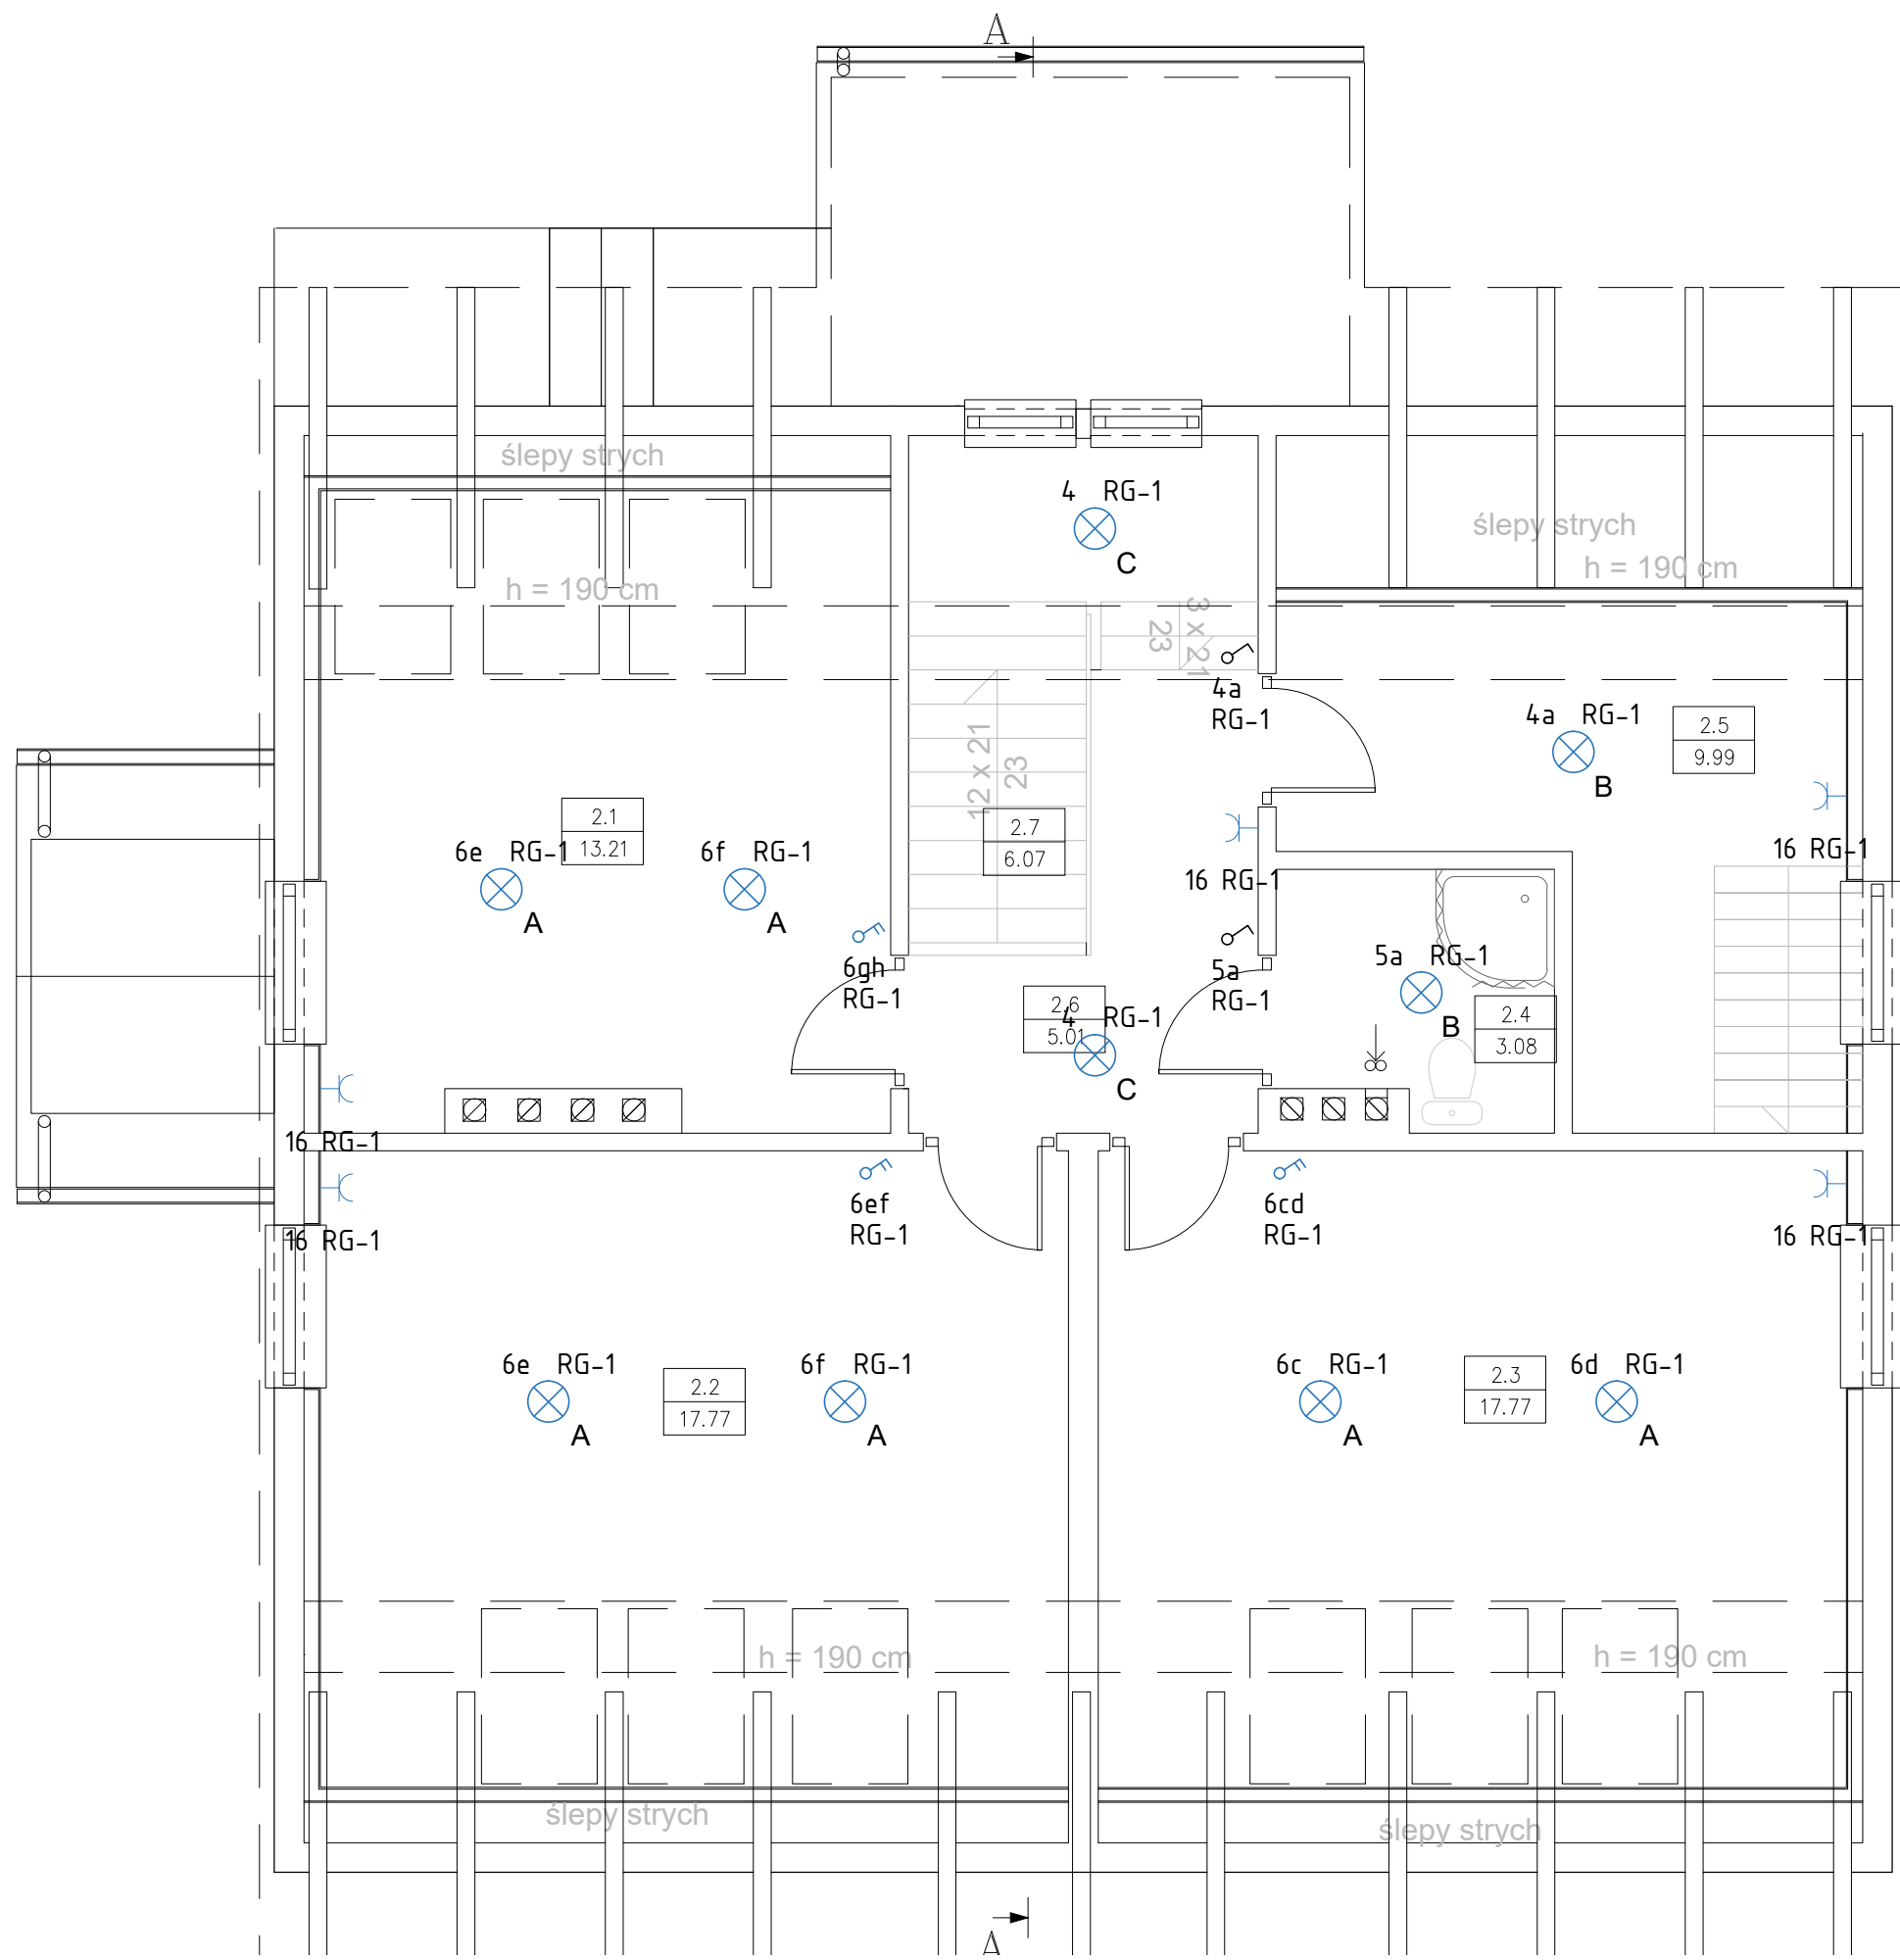 A
ślepy strych
4 RG-1
C
ślepy strych
h = 190 cm
h = 190 cm
3 x 21
23
4a
RG-1
4a RG-1
B
2.5
9.99
12 x 21
23
2.1
13.21
2.7
6.07
6e RG-1
A
6f RG-1
A
16 RG-1
16 RG-1
6gh
RG-1
5a
RG-1
5a RG-1
B
2.6
5.01
4 RG-1
C
2.4
3.08
16 RG-1
16 RG-1
6ef
RG-1
6cd
RG-1
16 RG-1
6e RG-1
A
2.2
17.77
6f RG-1
A
6c RG-1
A
2.3
17.77
6d RG-1
A
h = 190 cm
h = 190 cm
ślepy strych
ślepy strych
A